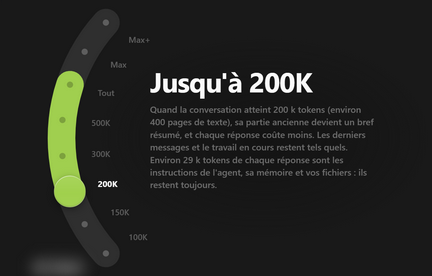 Max+
Max
Tout
500K
300K
200K
150K
100K
Jusqu'à 200K
Quand la conversation atteint 200 k tokens (environ
400 pages de texte), sa partie ancienne devient un bref
résumé, et chaque réponse coûte moins. Les derniers
messages et le travail en cours restent tels quels.
Environ 29 k tokens de chaque réponse sont les
instructions de l'agent, sa mémoire et vos fichiers : ils
restent toujours.